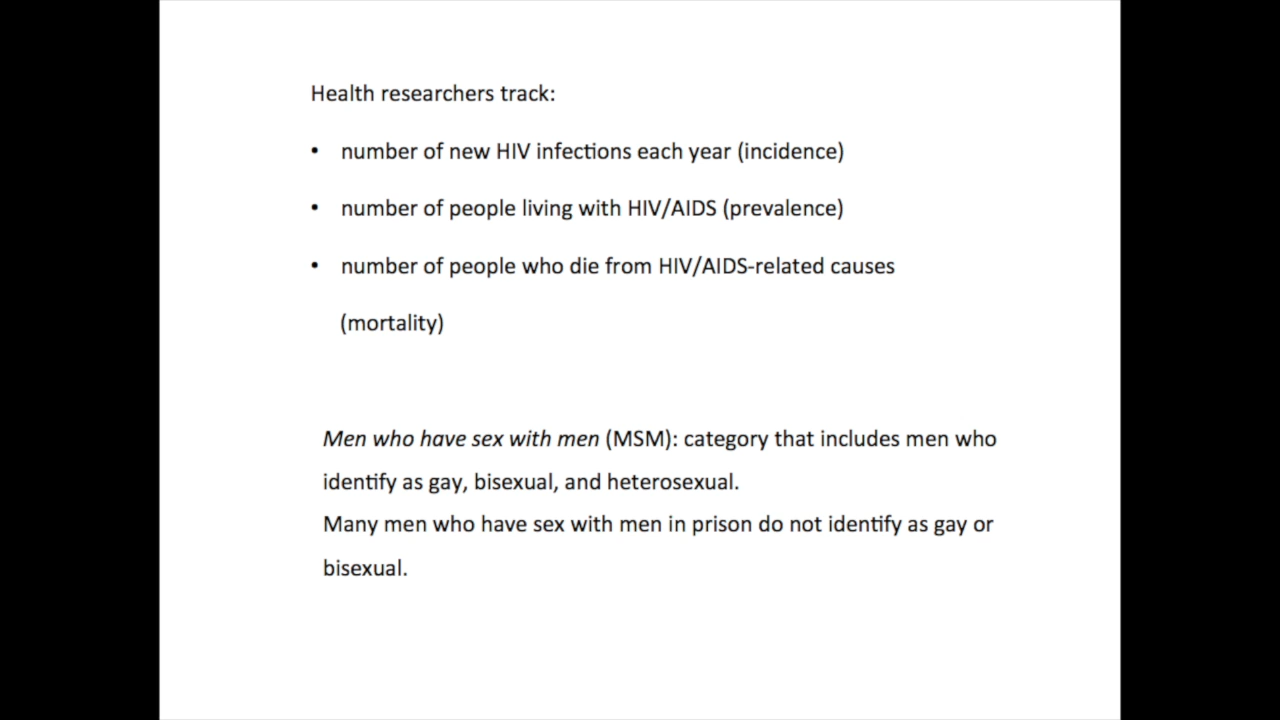 Health researchers track:
• number of new HIV infections each year (incidence)
• number of people living with HIV/AIDS (prevalence)
• number of people who die from HIV/AIDS-related causes
(mortality)
Men who have sex with men (MSM): category that includes men who
identify as gay, bisexual, and heterosexual.
Many men who have sex with men in prison do not identify as gay or
bisexual.